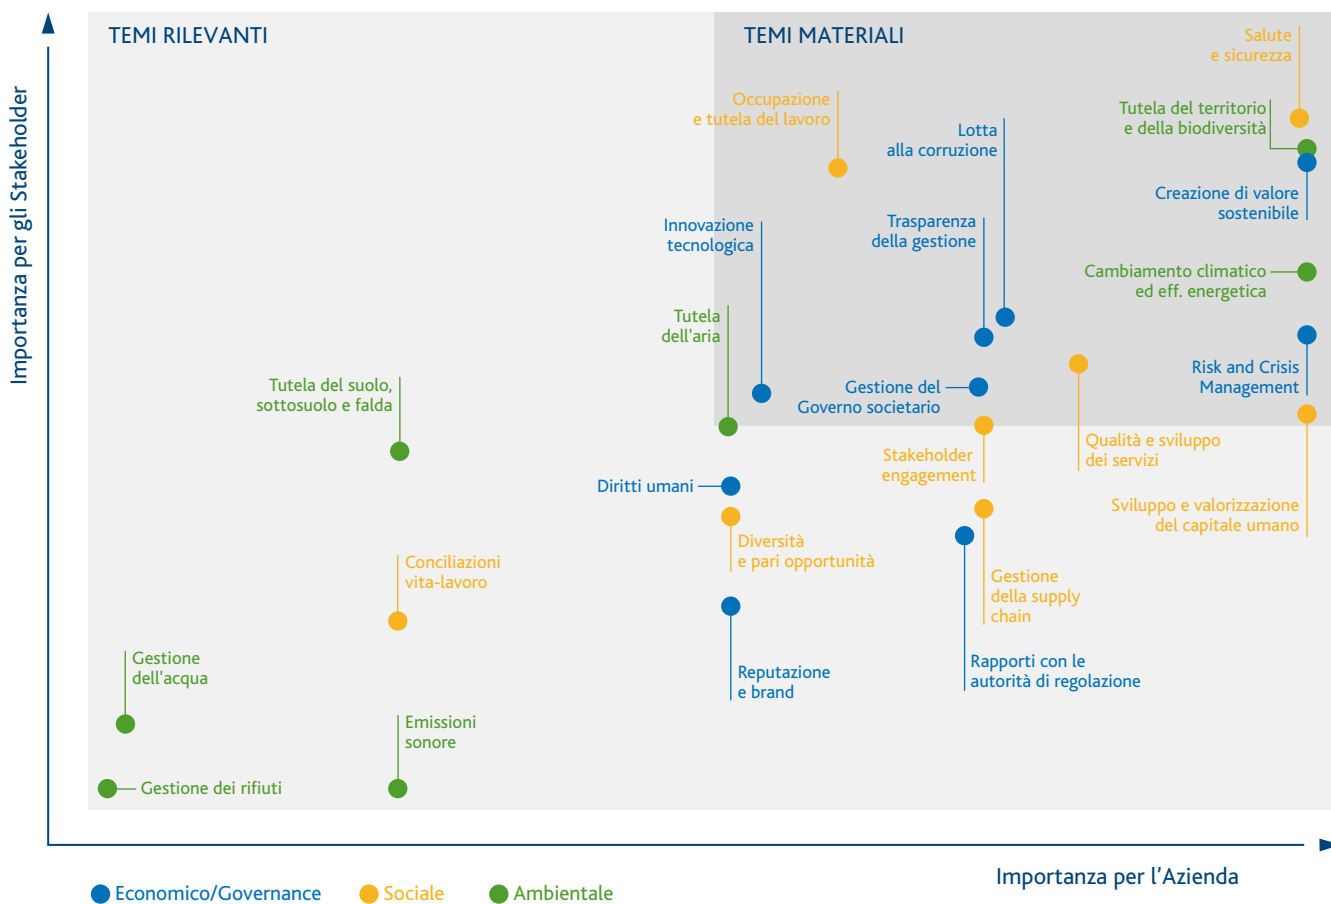 TEMI RILEVANTI
TEMI MATERIALI
Importanza per gli Stakeholder
Salute
e sicurezza
Occupazione
e tutela del lavoro
Tutela del territorio
e della biodiversità
Lotta
alla corruzione
Creazione di valore
sostenibile
Innovazione
tecnologica
Trasparenza
della gestione
Cambiamento climatico
ed eff. energetica
Tutela
dell'aria
Risk and Crisis
Management
Tutela del suolo,
sottosuolo e falda
Gestione del
Governo societario
Qualità e sviluppo
dei servizi
Stakeholder
engagement
Diritti umani
Sviluppo e valorizzazione
del capitale umano
Diversità
e pari opportunità
Conciliazioni
vita-lavoro
Gestione
della supply
chain
Gestione
dell'acqua
Reputazione
e brand
Rapporti con le
autorità di regolazione
Emissioni
sonore
Gestione dei rifiuti
Importanza per l'Azienda
Economico/Governance
Sociale
Ambientale